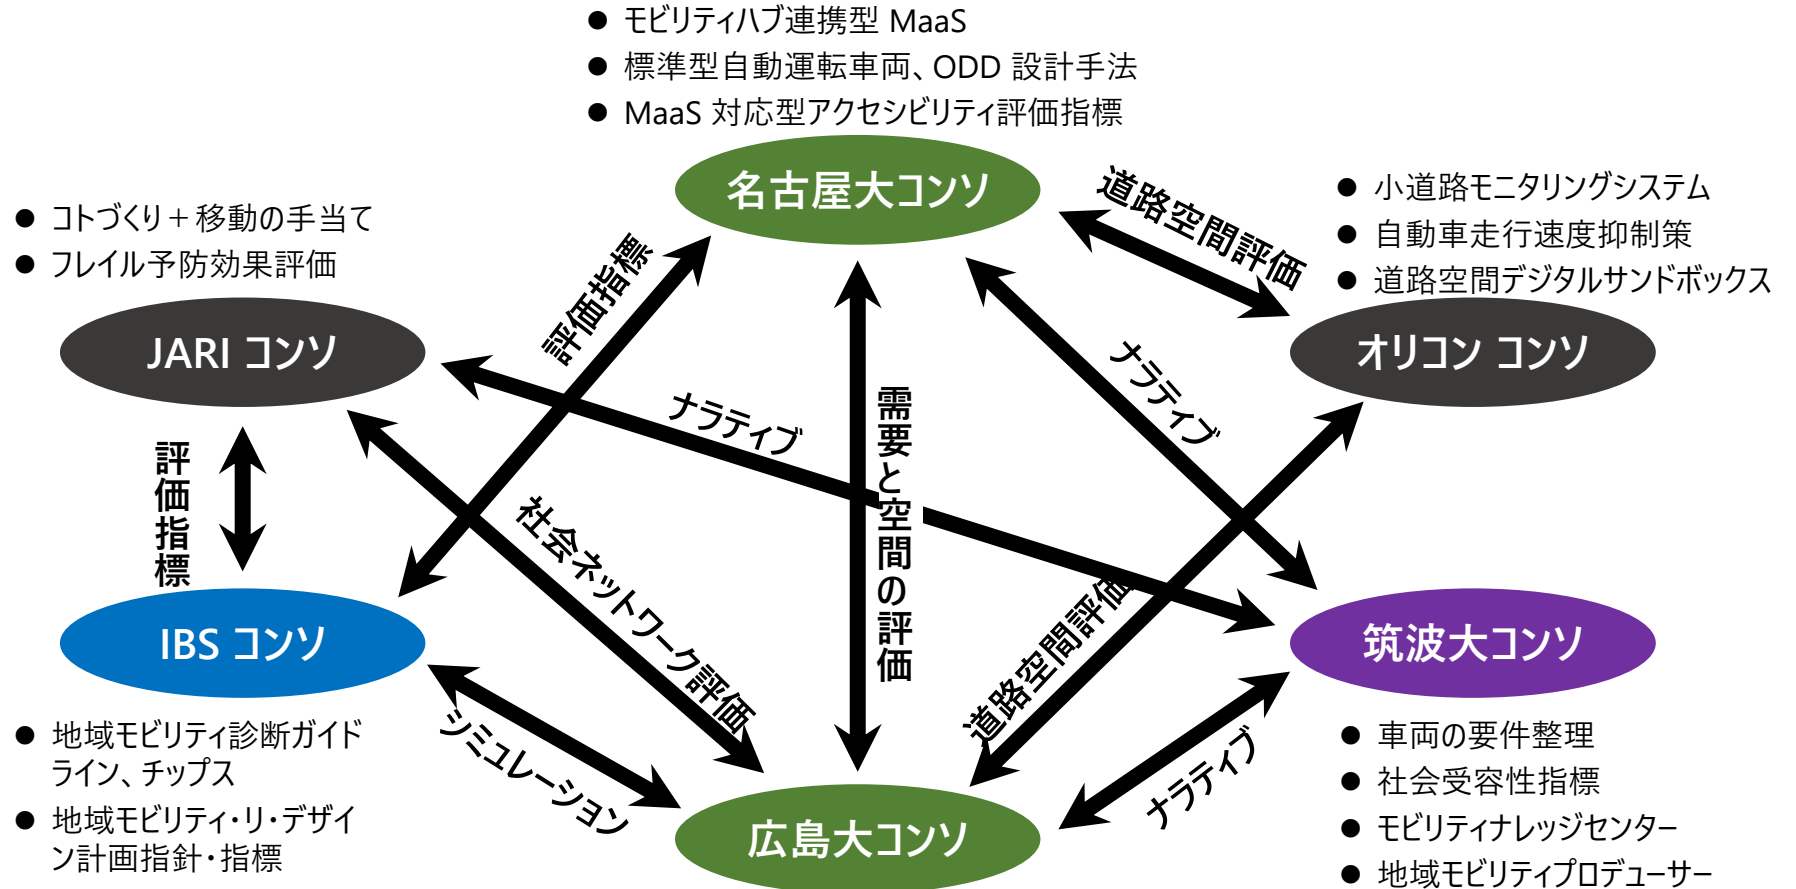 ● モビリティハブ連携型 MaaS
● 標準型自動運転車両、ODD 設計手法
● MaaS 対応型アクセシビリティ評価指標
名古屋大コンソ
道路空間評価
● 小道路モニタリングシステム
● 自動車走行速度抑制策
● 道路空間デジタルサンドボックス
オリコン コンソ
● コトづくり+移動の手当て
● フレイル予防効果評価
JARI コンソ
評価指標
ナラティブ
需要と空間の評価
ナラティブ
評価指標
社会ネットワーク評価
道路空間評価
IBS コンソ
筑波大コンソ
● 地域モビリティ診断ガイド
ライン、チップス
● 地域モビリティ・リ・デザイ
ン計画指針・指標
シミュレーション
広島大コンソ
ナラティブ
● 車両の要件整理
● 社会受容性指標
● モビリティナレッジセンター
● 地域モビリティプロデューサー